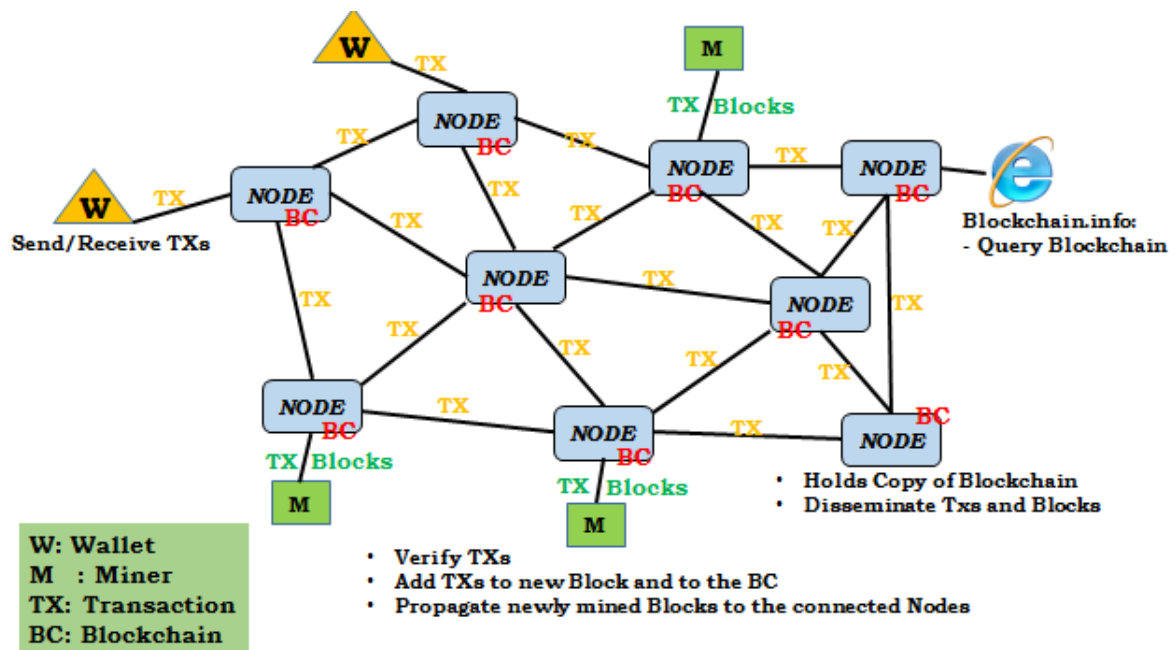 W
TX
M
TX Blocks
NODE
BC
TX
TX
NODE
BC
TX
NODE
BC
TX
NODE
BC
Blockchain.info:
- Query Blockchain
W
TX
Send/Receive TXs
NODE
BC
TX
TX
TX
TX
TX
NODE
BC
TX
NODE
BC
TX
TX
TX
TX
TX
TX
NODE
BC
TX
NODE
BC
TX
BC
NODE
TX Blocks
M
TX Blocks
M
• Holds Copy of Blockchain
• Disseminate Txs and Blocks
• Verify TXs
• Add TXs to new Block and to the BC
• Propagate newly mined Blocks to the connected Nodes
W: Wallet
M : Miner
TX: Transaction
BC: Blockchain